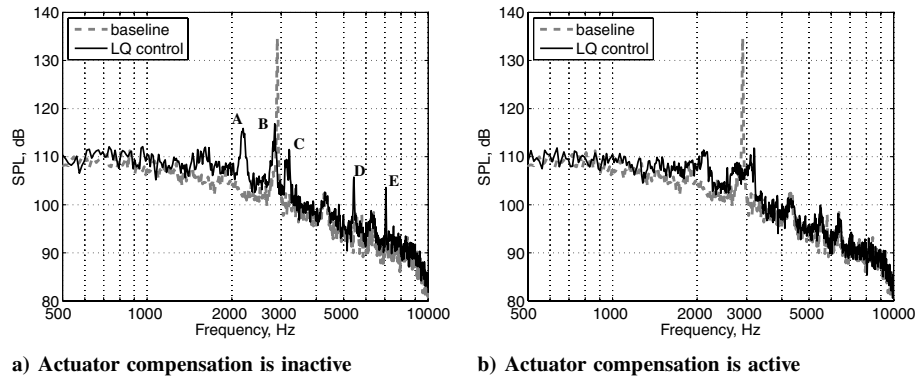 140
130
120
110
100
90
80
SPL, dB
baseline
LQ control
A
B
C
D
E
500 1000 2000 3000 5000 10000
Frequency, Hz
a) Actuator compensation is inactive
140
130
120
110
100
90
80
SPL, dB
baseline
LQ control
500 1000 2000 3000 5000 10000
Frequency, Hz
b) Actuator compensation is active